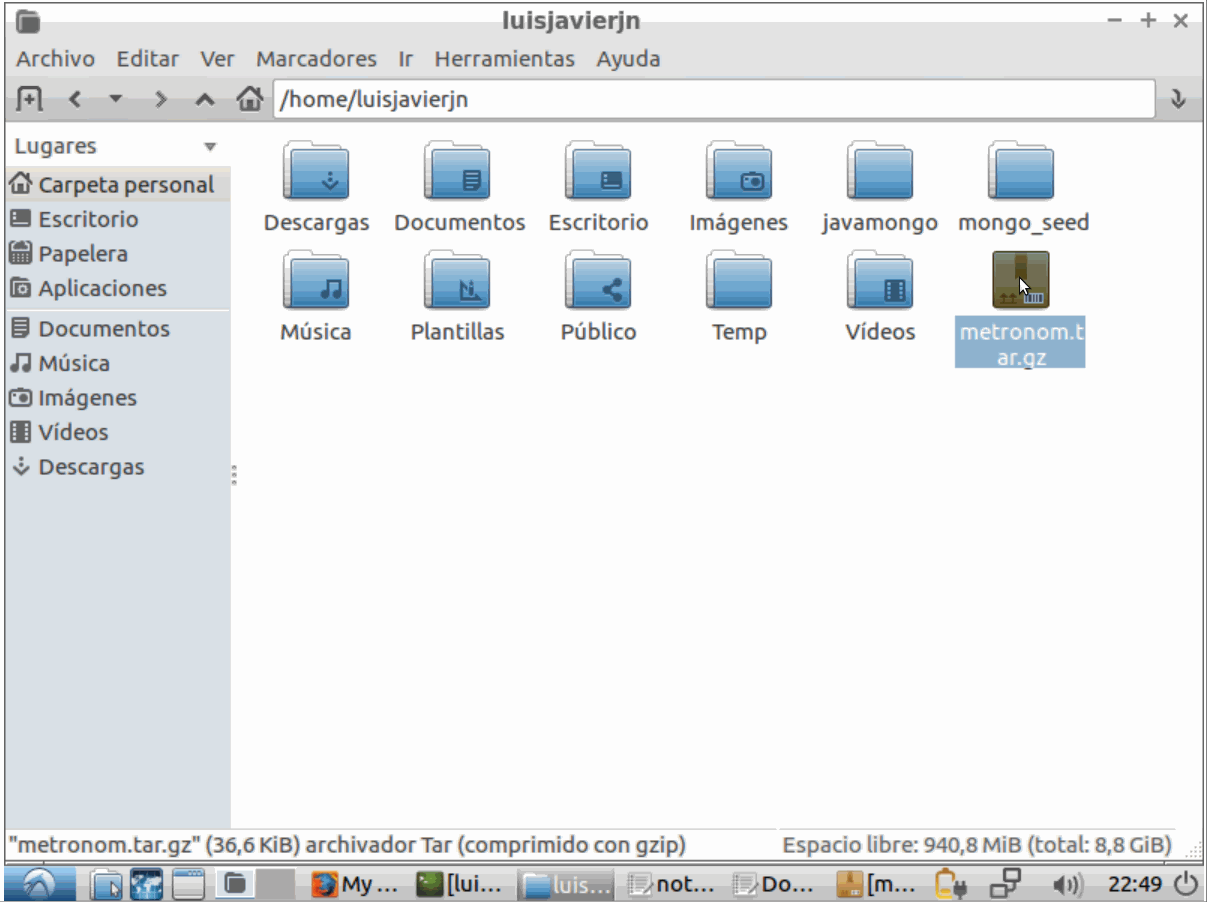 luisjavierjn
Archivo Editar Ver Marcadores Ir Herramientas Ayuda
/home/luisjavierjn
Lugares
Carpeta personal
Escritorio
Papelera
Aplicaciones
Documentos
Música
Imágenes
Vídeos
Descargas
Descargas Documentos Escritorio Imágenes javamongo mongo_seed
Música Plantillas Público Temp Vídeos metronom.t
ar.gz
"metronom.tar.gz" (36,6 KiB) archivador Tar (comprimido con gzip) Espacio libre: 940,8 MiB (total: 8,8 GiB)
My ... [lui... luis... not... Do... [m... 22:49